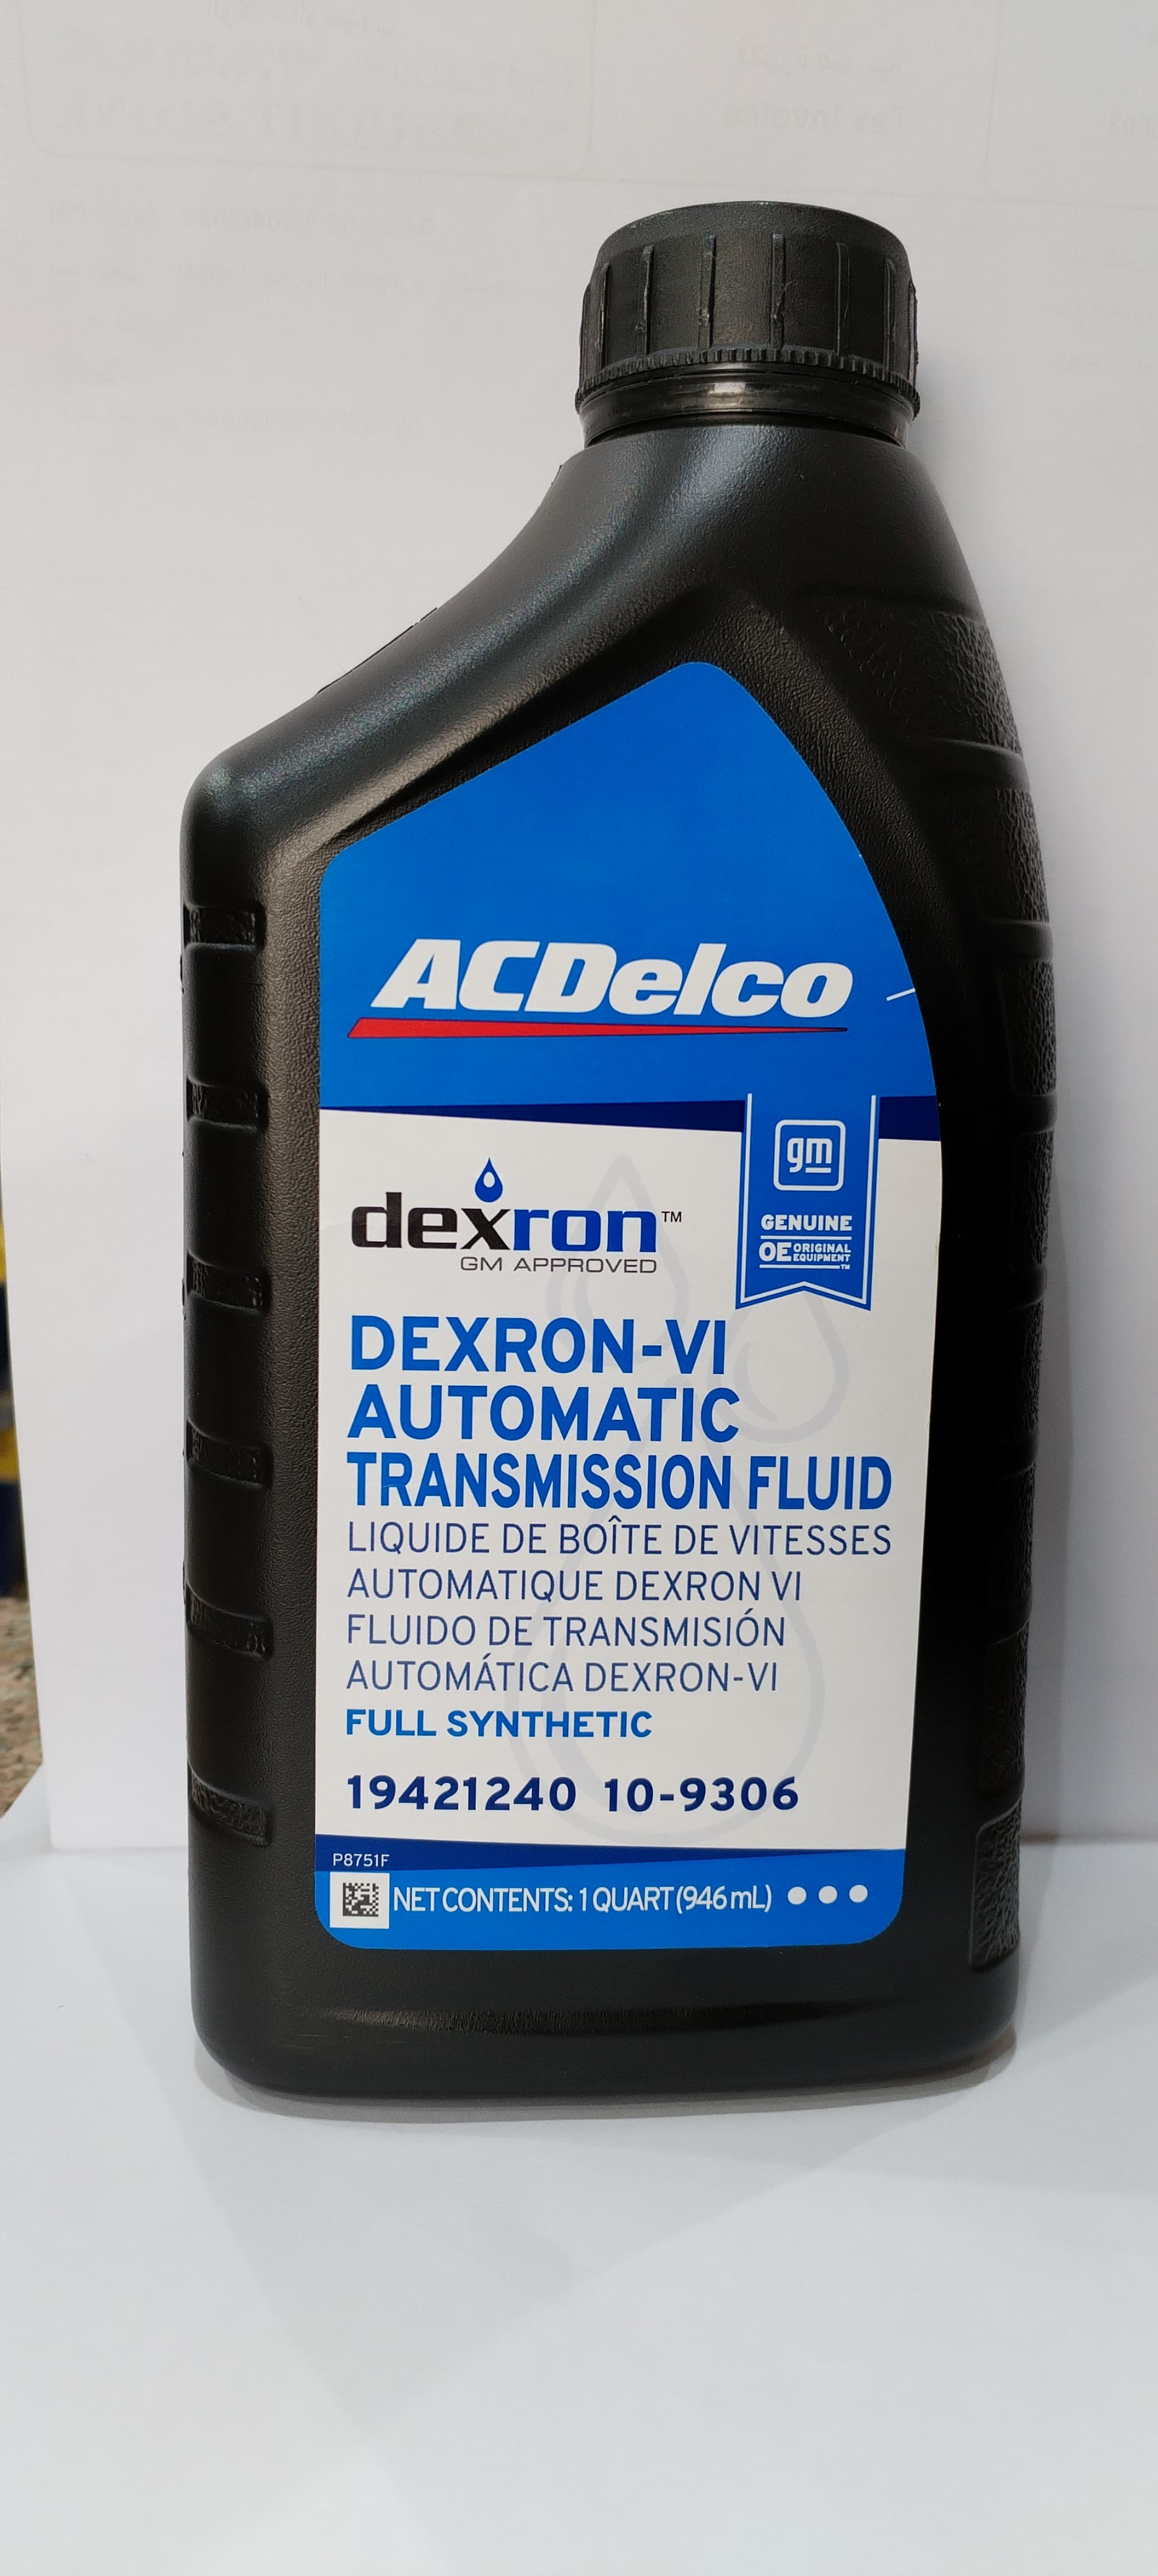 ACDelco
gm
GENUINE
OE ORIGINAL EQUIPMENT™
dexron™
GM APPROVED
DEXRON-VI
AUTOMATIC
TRANSMISSION FLUID
LIQUIDE DE BOÎTE DE VITESSES
AUTOMATIQUE DEXRON VI
FLUIDO DE TRANSMISIÓN
AUTOMÁTICA DEXRON-VI
FULL SYNTHETIC
19421240 10-9306
P8751F
NET CONTENTS: 1 QUART (946 mL)